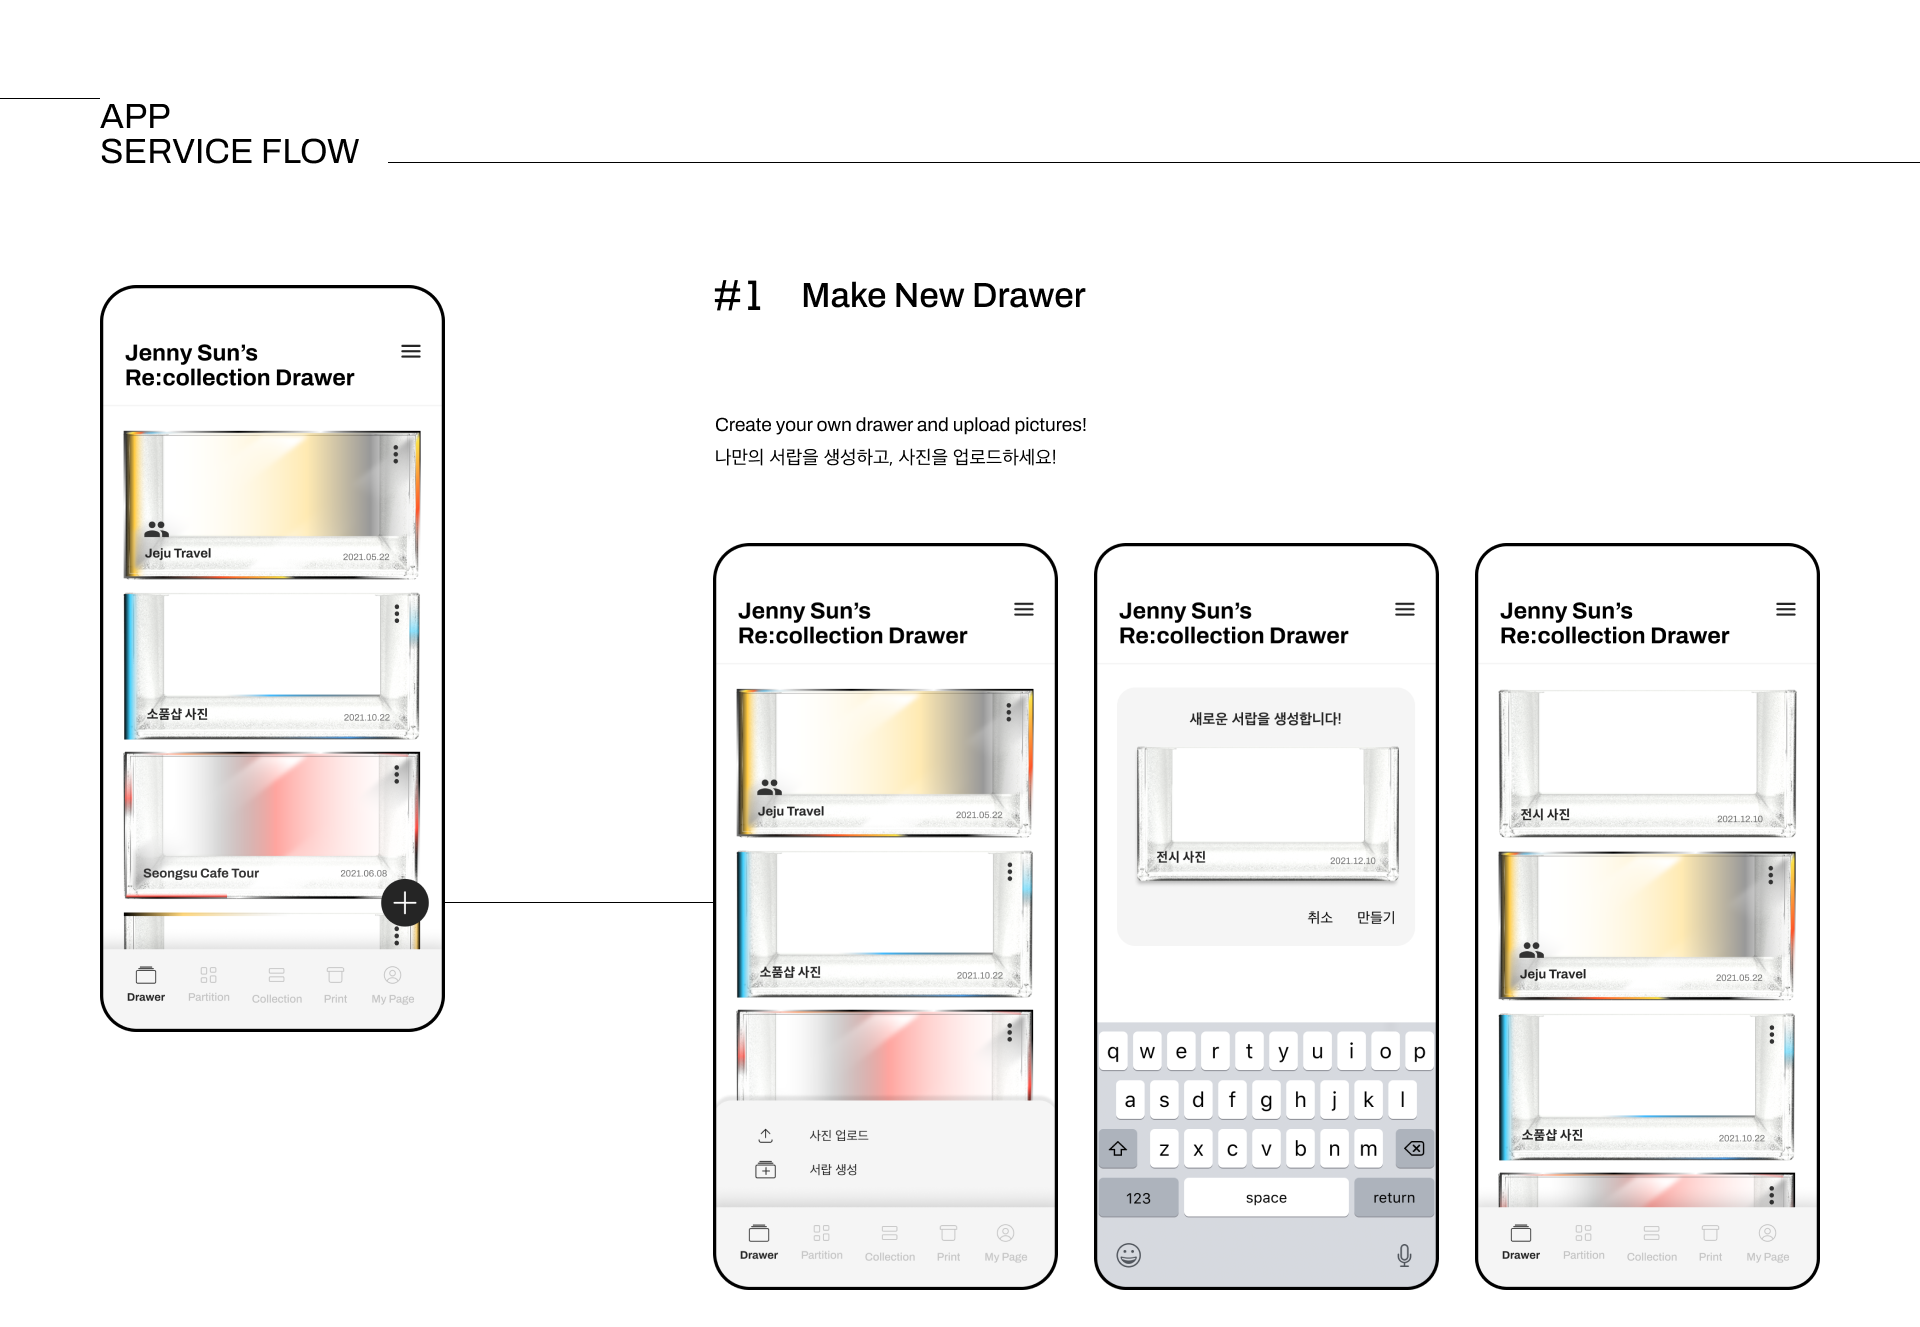 APP
SERVICE FLOW
Jenny Sun’s
Re:collection Drawer
Jeju Travel
2021.05.22
소품샵 사진
2021.10.22
Seongsu Cafe Tour
2021.06.08
Drawer
Partition
Collection
Print
My Page
#1 Make New Drawer
Create your own drawer and upload pictures!
나만의 서랍을 생성하고, 사진을 업로드하세요!
Jenny Sun’s
Re:collection Drawer
Jeju Travel
2021.05.22
소품샵 사진
2021.10.22
사진 업로드
서랍 생성
Drawer
Partition
Collection
Print
My Page
Jenny Sun’s
Re:collection Drawer
새로운 서랍을 생성합니다!
전시 사진
2021.12.10
취소 만들기
q w e r t y u i o p
a s d f g h j k l
z x c v b n m
123 space return
Jenny Sun’s
Re:collection Drawer
전시 사진
2021.12.10
Jeju Travel
2021.05.22
소품샵 사진
2021.10.22
Drawer
Partition
Collection
Print
My Page